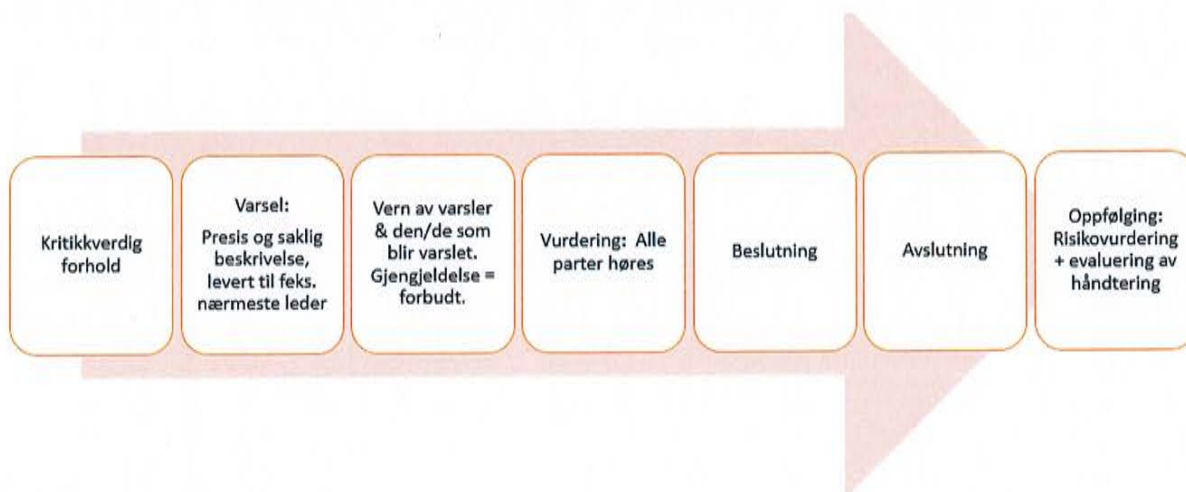 Kritikkverdig
forhold
Varsel:
Presis og saklig
beskrivelse,
levert til feks.
nærmeste leder
Vern av varsler
& den/de som
blir varslet.
Gjengjeldelse =
forbudt.
Vurdering: Alle
parter høres
Beslutning
Avslutning
Oppfølging:
Risikovurdering
+ evaluering av
håndtering